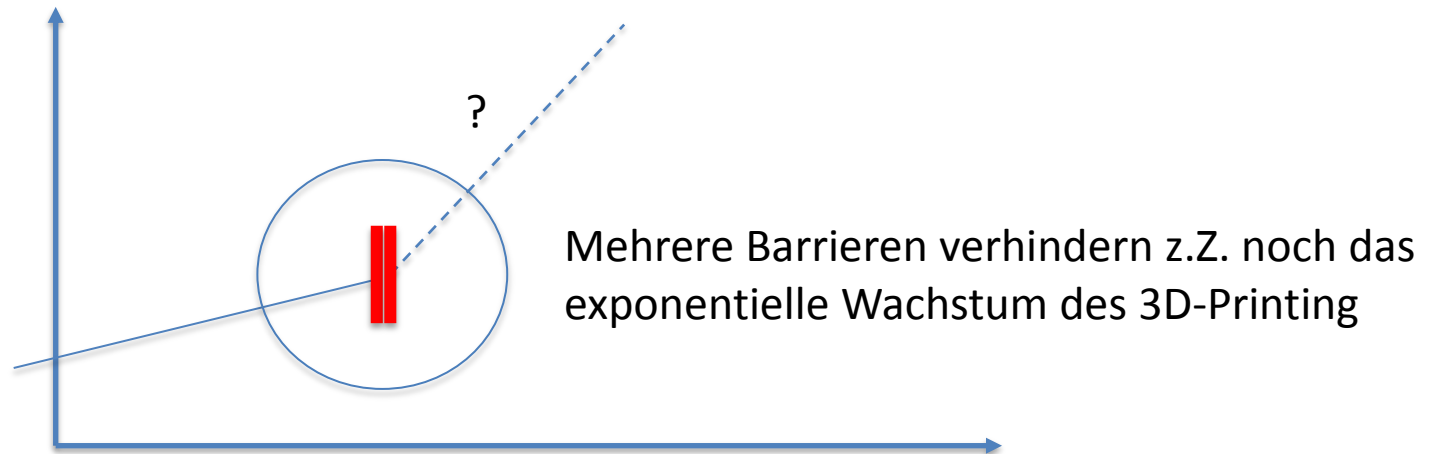 ?
Mehrere Barrieren verhindern z.Z. noch das
exponentielle Wachstum des 3D-Printing